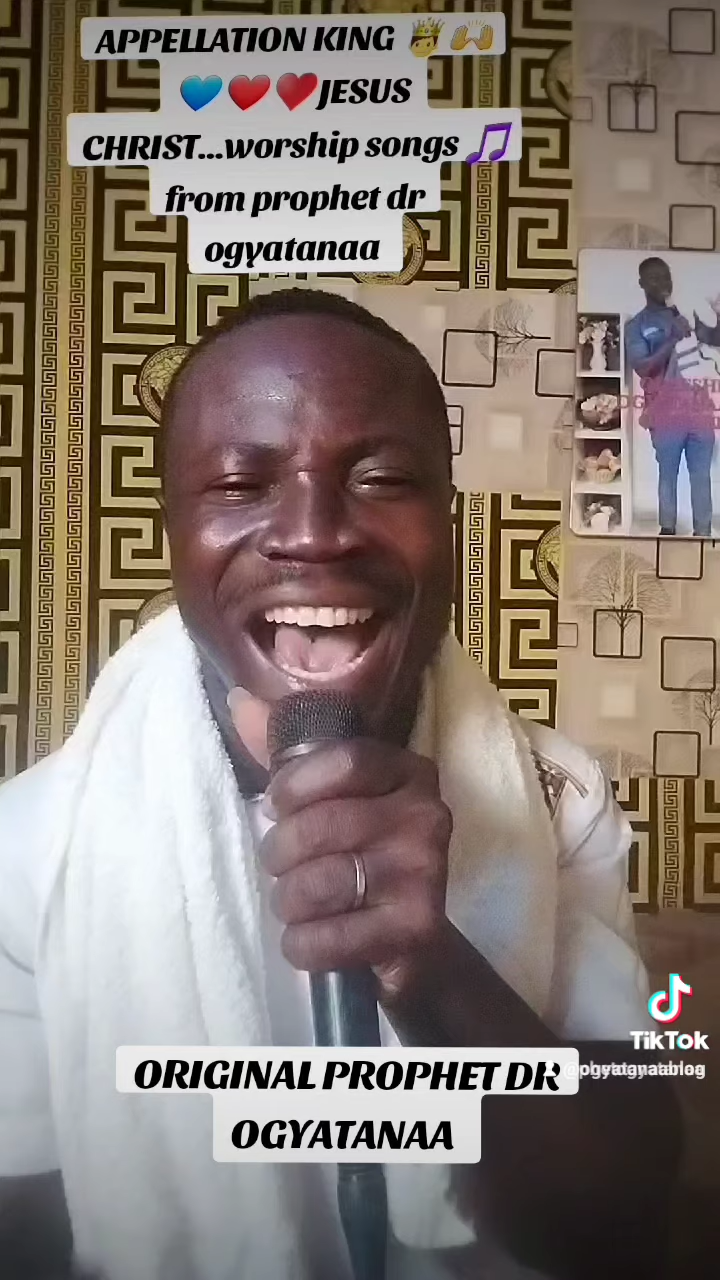 APPELLATION KING 🤴 🙌
💙❤️♥️JESUS
CHRIST...worship songs 🎵
from prophet dr
ogyatanaa
TikTok
ORIGINAL PROPHET DR
OGYATANAA